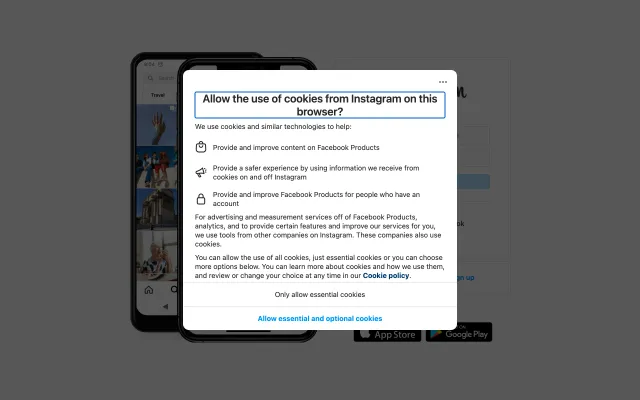 Allow the use of cookies from Instagram on this
browser?
We use cookies and similar technologies to help:
Provide and improve content on Facebook Products
Provide a safer experience by using information we receive from
cookies on and off Instagram
Provide and improve Facebook Products for people who have an
account
For advertising and measurement services off of Facebook Products,
analytics, and to provide certain features and improve our services for you,
we use tools from other companies on Instagram. These companies also use
cookies.
You can allow the use of all cookies, just essential cookies or you can choose
more options below. You can learn more about cookies and how we use them,
and review or change your choice at any time in our Cookie policy.
Only allow essential cookies
Allow essential and optional cookies
Travel
up
App Store
Google Play